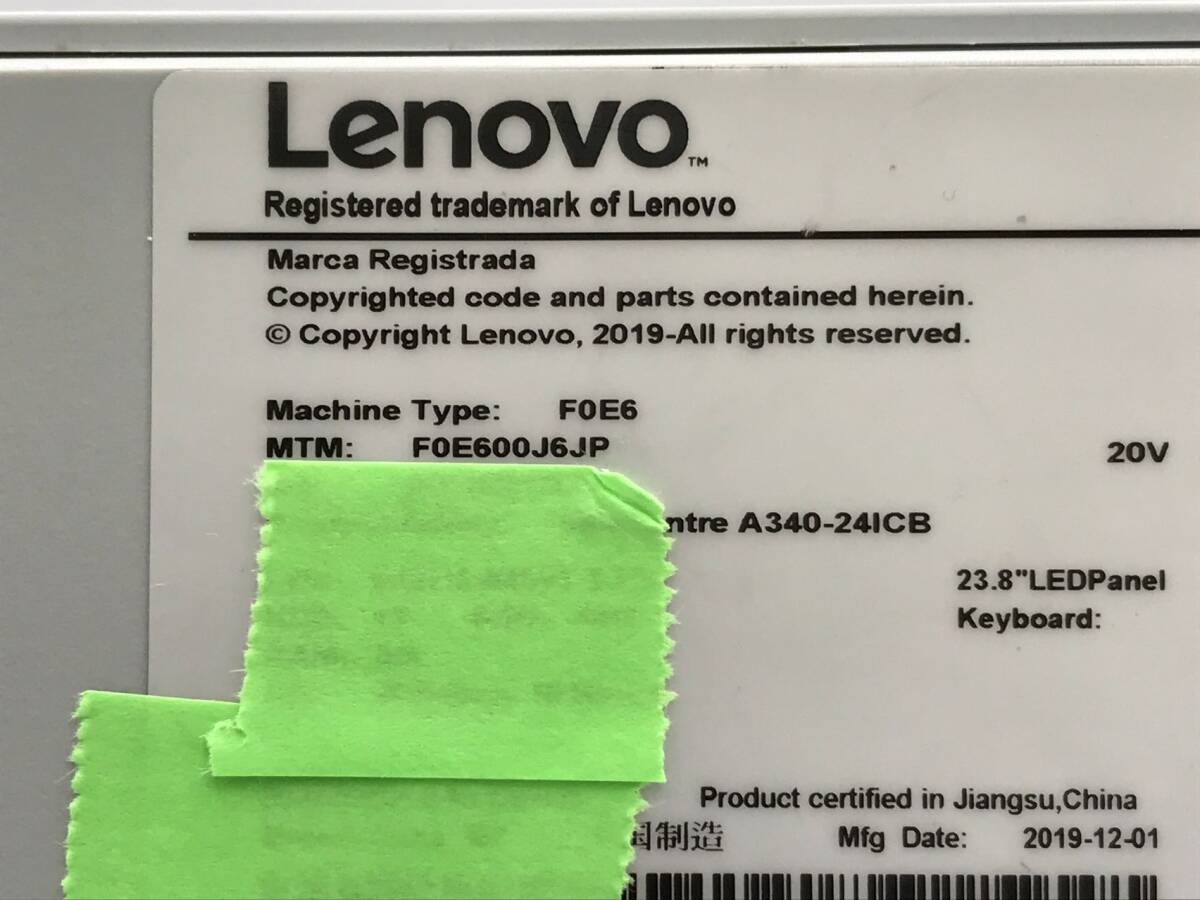 Lenovo™
Registered trademark of Lenovo
Marca Registrada
Copyrighted code and parts contained herein.
© Copyright Lenovo, 2019-All rights reserved.
Machine Type: F0E6
MTM: F0E600J6JP
20V
ntre A340-24ICB
23.8"LEDPanel
Keyboard:
Product certified in Jiangsu,China
国制造 Mfg Date: 2019-12-01